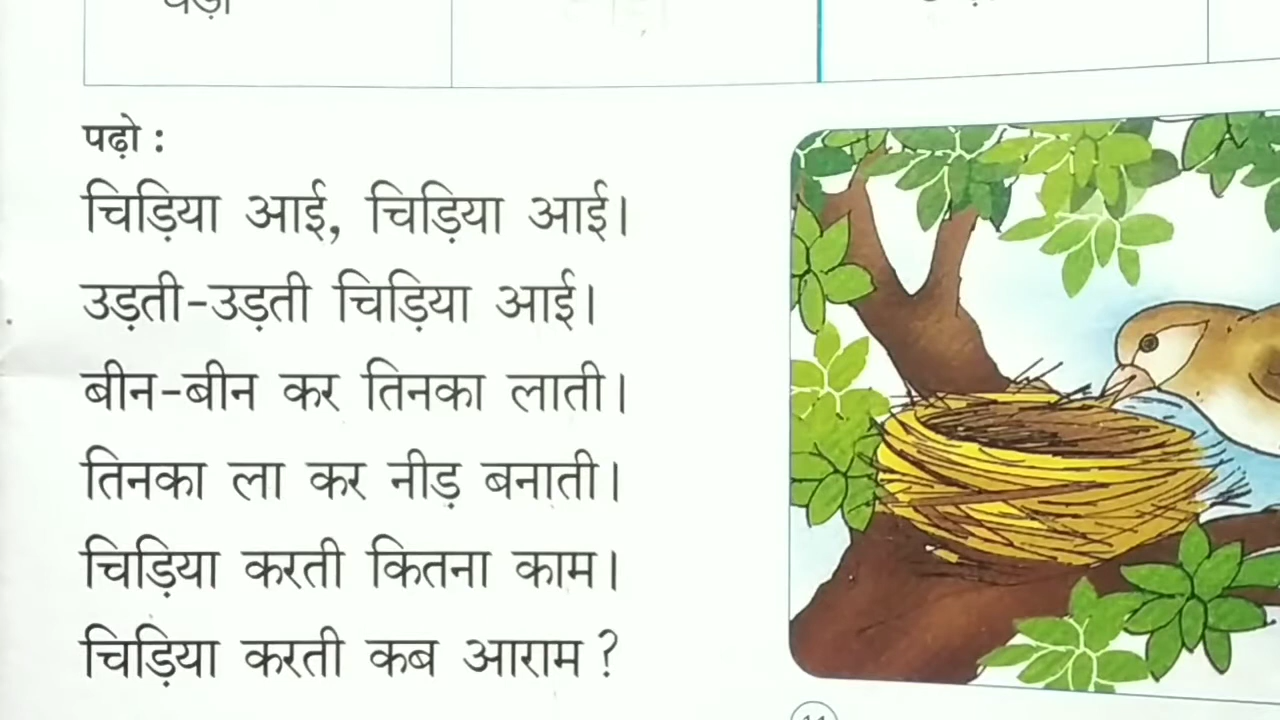 पढ़ो :
चिड़िया आई, चिड़िया आई।
उड़ती-उड़ती चिड़िया आई।
बीन-बीन कर तिनका लाती।
तिनका ला कर नीड़ बनाती।
चिड़िया करती कितना काम।
चिड़िया करती कब आराम ?